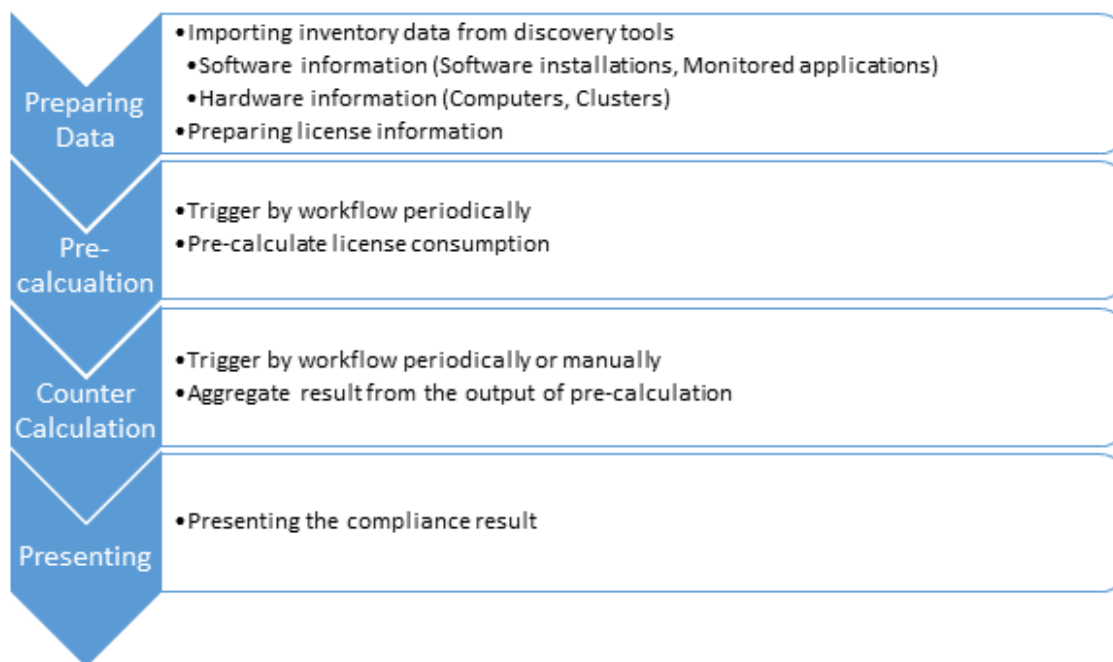 Preparing
Data
•Importing inventory data from discovery tools
•Software information (Software installations, Monitored applications)
•Hardware information (Computers, Clusters)
•Preparing license information
Pre-
calcualtion
•Trigger by workflow periodically
•Pre-calculate license consumption
Counter
Calculation
•Trigger by workflow periodically or manually
•Aggregate result from the output of pre-calculation
Presenting
•Presenting the compliance result